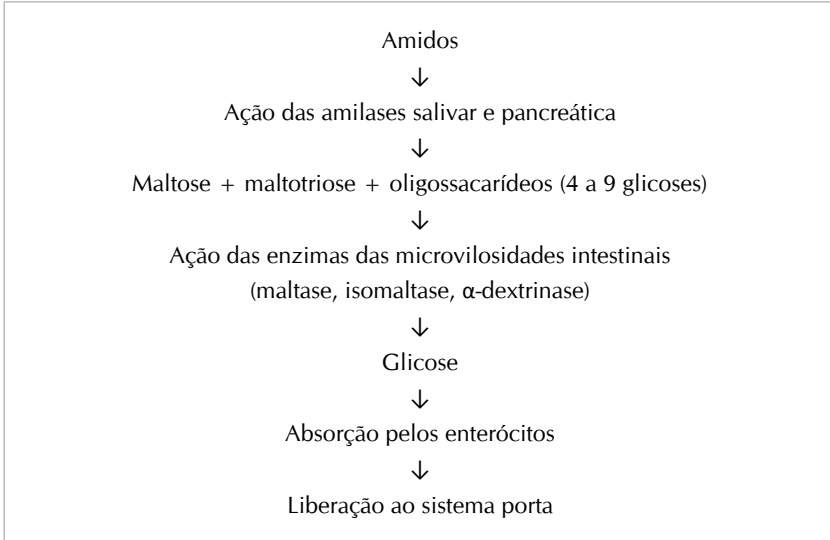 Amidos
↓
Ação das amilases salivar e pancreática
↓
Maltose + maltotriose + oligossacarídeos (4 a 9 glicoses)
↓
Ação das enzimas das microvilosidades intestinais
(maltase, isomaltase, α-dextrinase)
↓
Glicose
↓
Absorção pelos enterócitos
↓
Liberação ao sistema porta